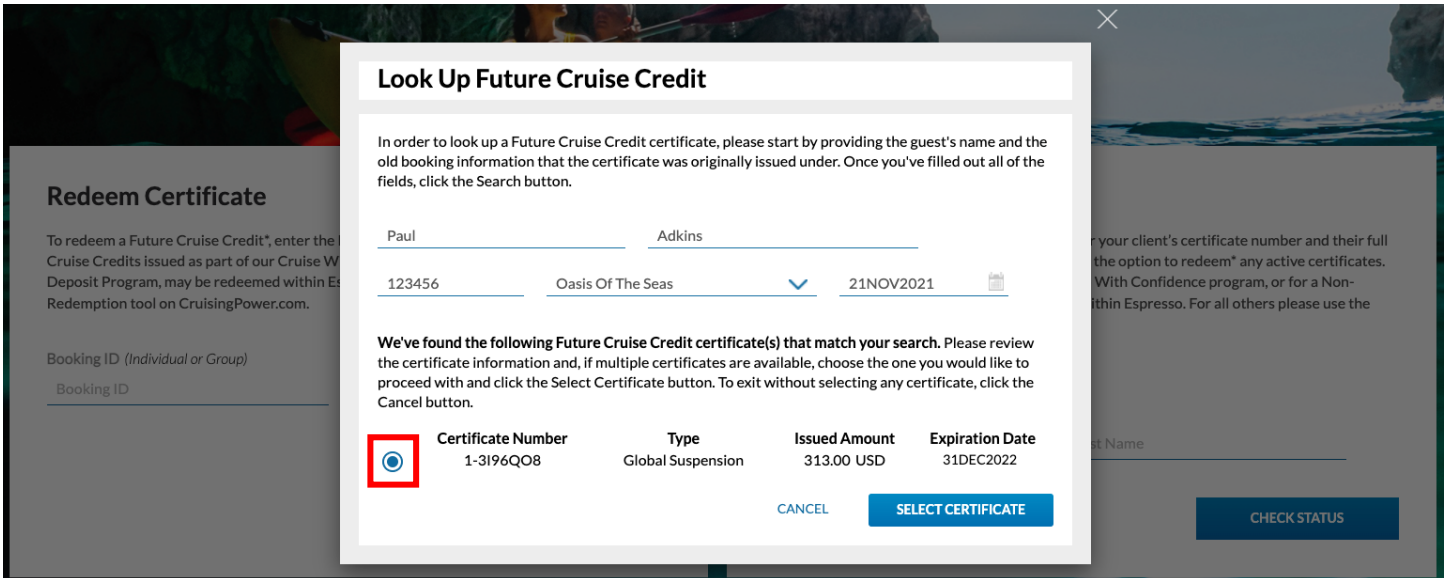 Look Up Future Cruise Credit
In order to look up a Future Cruise Credit certificate, please start by providing the guest's name and the
old booking information that the certificate was originally issued under. Once you've filled out all of the
fields, click the Search button.
Paul Adkins
123456 Oasis Of The Seas 21NOV2021
We've found the following Future Cruise Credit certificate(s) that match your search. Please review
the certificate information and, if multiple certificates are available, choose the one you would like to
proceed with and click the Select Certificate button. To exit without selecting any certificate, click the
Cancel button.
Certificate Number Type Issued Amount Expiration Date
1-3I96QO8 Global Suspension 313.00 USD 31DEC2022
CANCEL SELECT CERTIFICATE
Redeem Certificate
To redeem a Future Cruise Credit*, enter the
Cruise Credits issued as part of our Cruise W
Deposit Program, may be redeemed within Es
Redemption tool on CruisingPower.com.
Booking ID (Individual or Group)
Booking ID
r your client's certificate number and their full
the option to redeem* any active certificates.
With Confidence program, or for a Non-
ithin Espresso. For all others please use the
st Name
CHECK STATUS